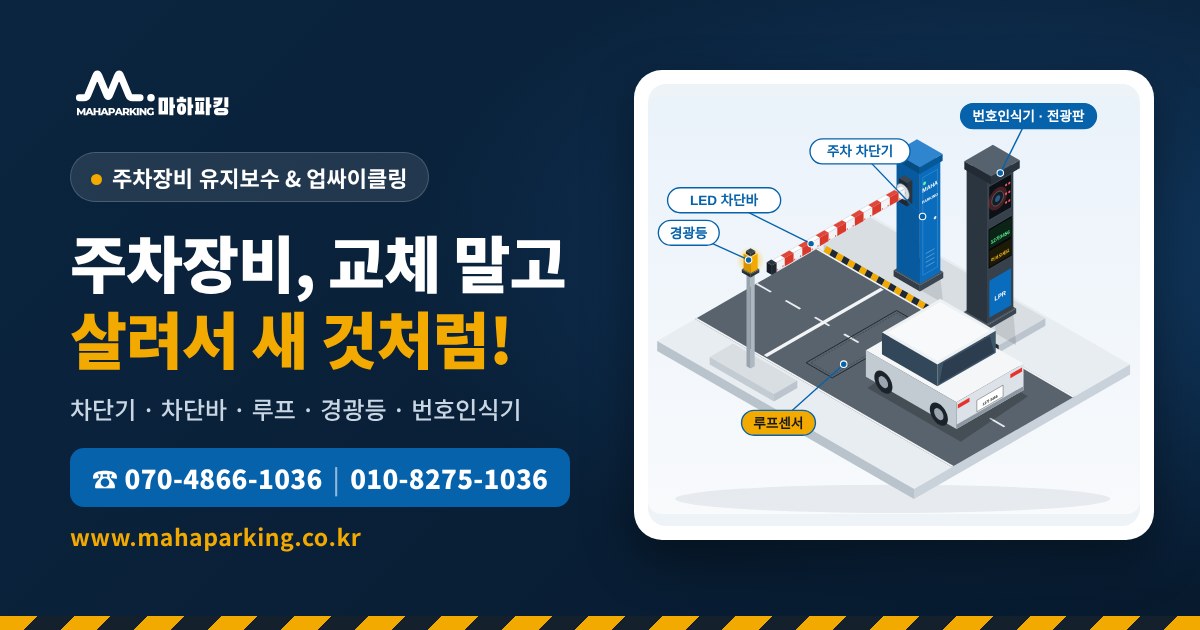 MAHAPARKING 마하파킹
주차장비 유지보수 & 업싸이클링
주차장비, 교체 말고
살려서 새 것처럼!
차단기 · 차단바 · 루프 · 경광등 · 번호인식기
☎ 070-4866-1036 | 010-8275-1036
www.mahaparking.co.kr
번호인식기 · 전광판
주차 차단기
LED 차단바
경광등
루프센서
MAHA
PARKING
LPR